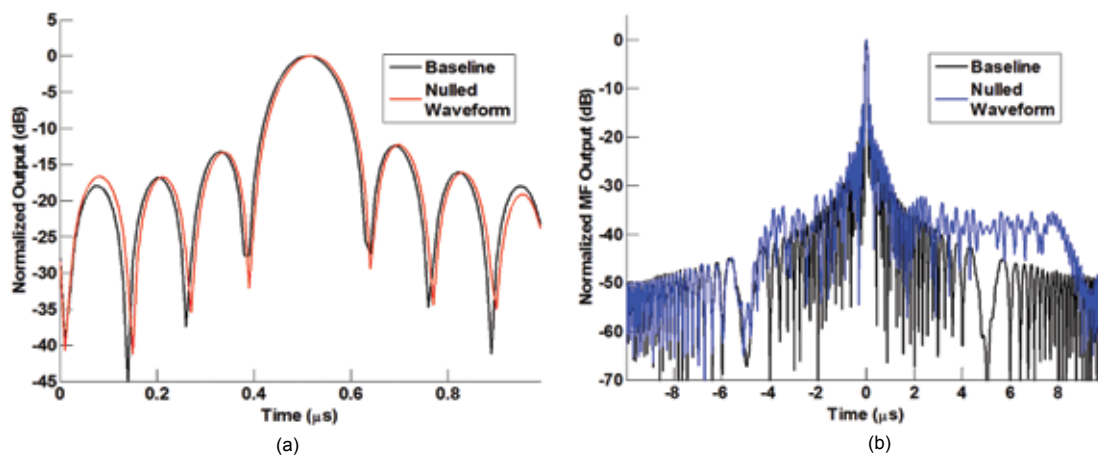 5
0
-5
-10
-15
-20
-25
-30
-35
-40
-45
0
0.2
0.4
0.6
0.8
Normalized Output (dB)
Time (μs)
Baseline
Nulled
Waveform
(a)
0
-10
-20
-30
-40
-50
-60
-70
-8
-6
-4
-2
0
2
4
6
8
Normalized MF Output (dB)
Time (μs)
Baseline
Nulled
Waveform
(b)